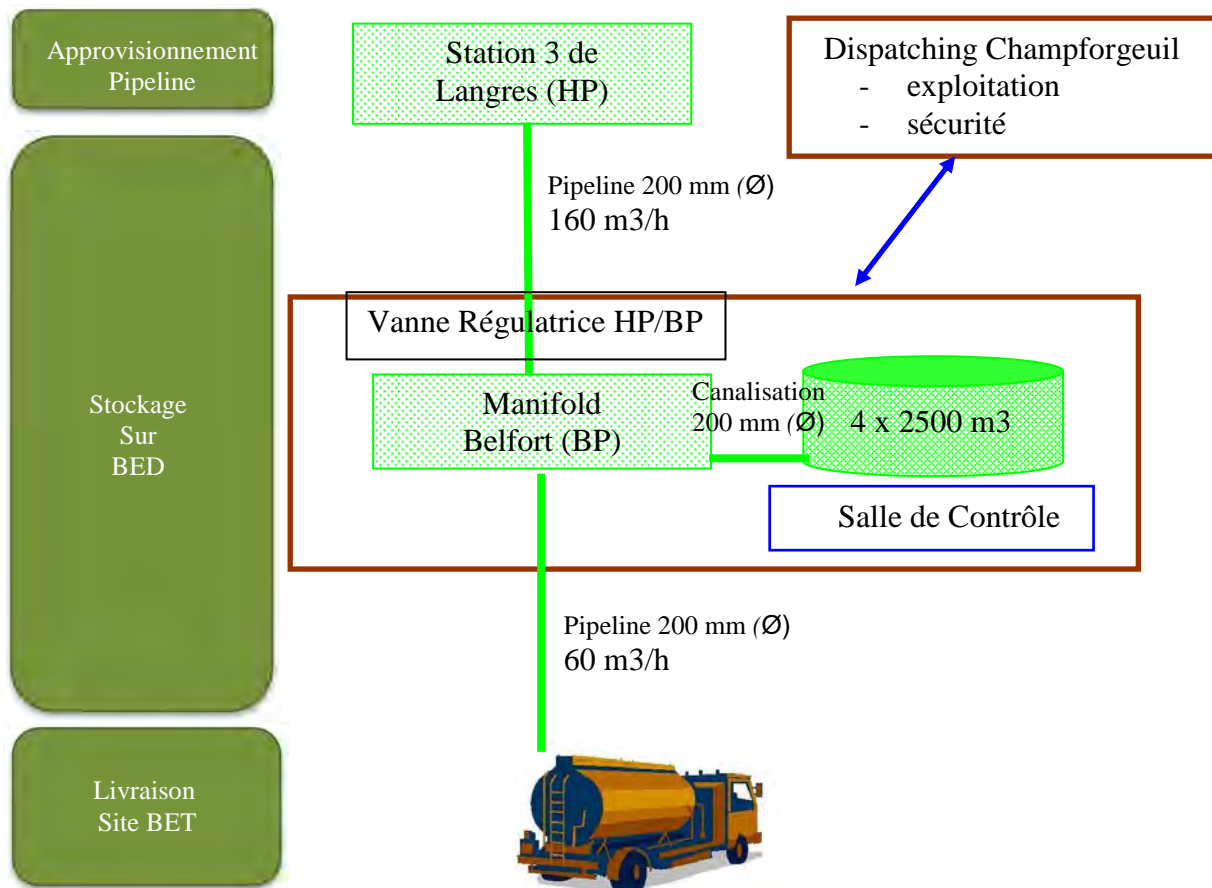 Approvisionnement
Pipeline
Station 3 de
Langres (HP)
Dispatching Champforgeuil
- exploitation
- sécurité
Pipeline 200 mm (Ø)
160 m3/h
Vanne Régulatrice HP/BP
Stockage
Sur
BED
Manifold
Belfort (BP)
Canalisation
200 mm (Ø)
4 x 2500 m3
Salle de Contrôle
Pipeline 200 mm (Ø)
60 m3/h
Livraison
Site BET